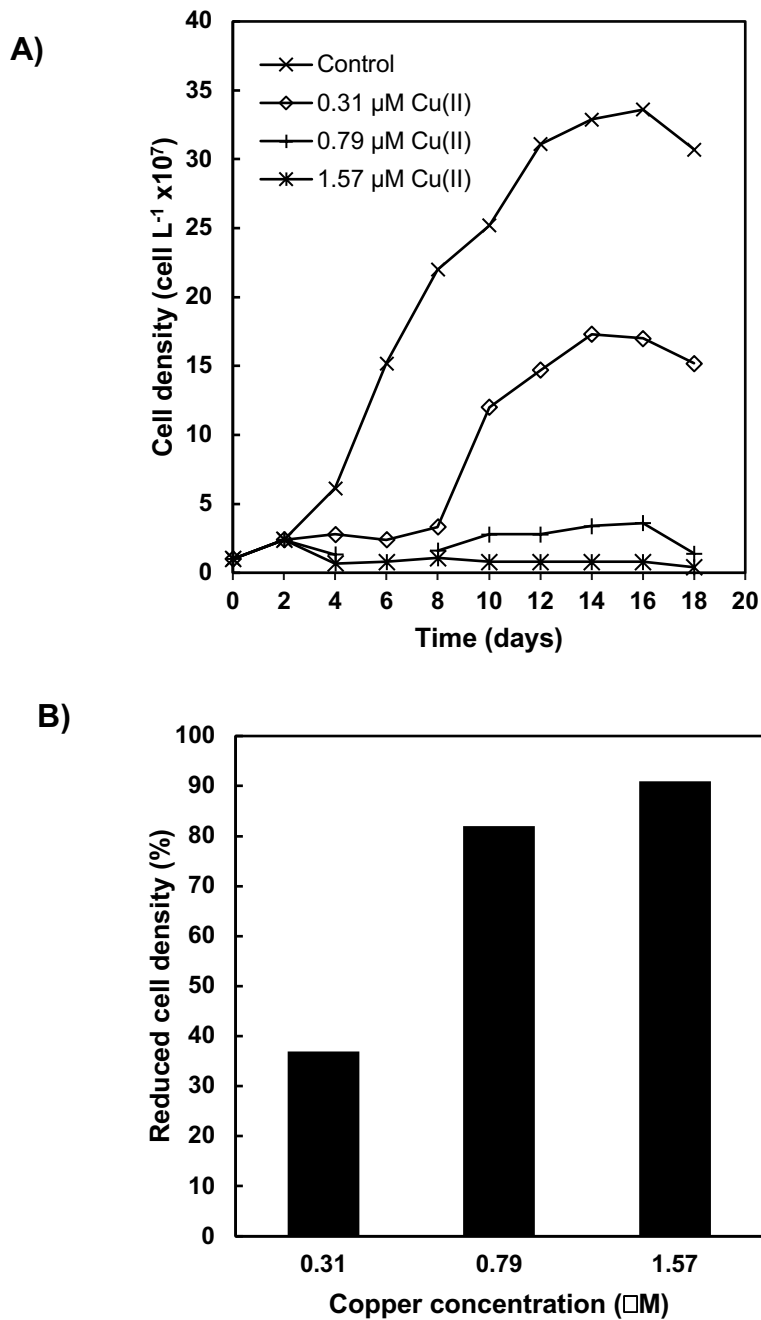 A)
40
35
30
25
20
15
10
5
0
Cell density (cell L⁻¹ x10⁷)
Control
0.31 µM Cu(II)
0.79 µM Cu(II)
1.57 µM Cu(II)
0 2 4 6 8 10 12 14 16 18 20
Time (days)
B)
100
90
80
70
60
50
40
30
20
10
0
Reduced cell density (%)
0.31 0.79 1.57
Copper concentration (□M)